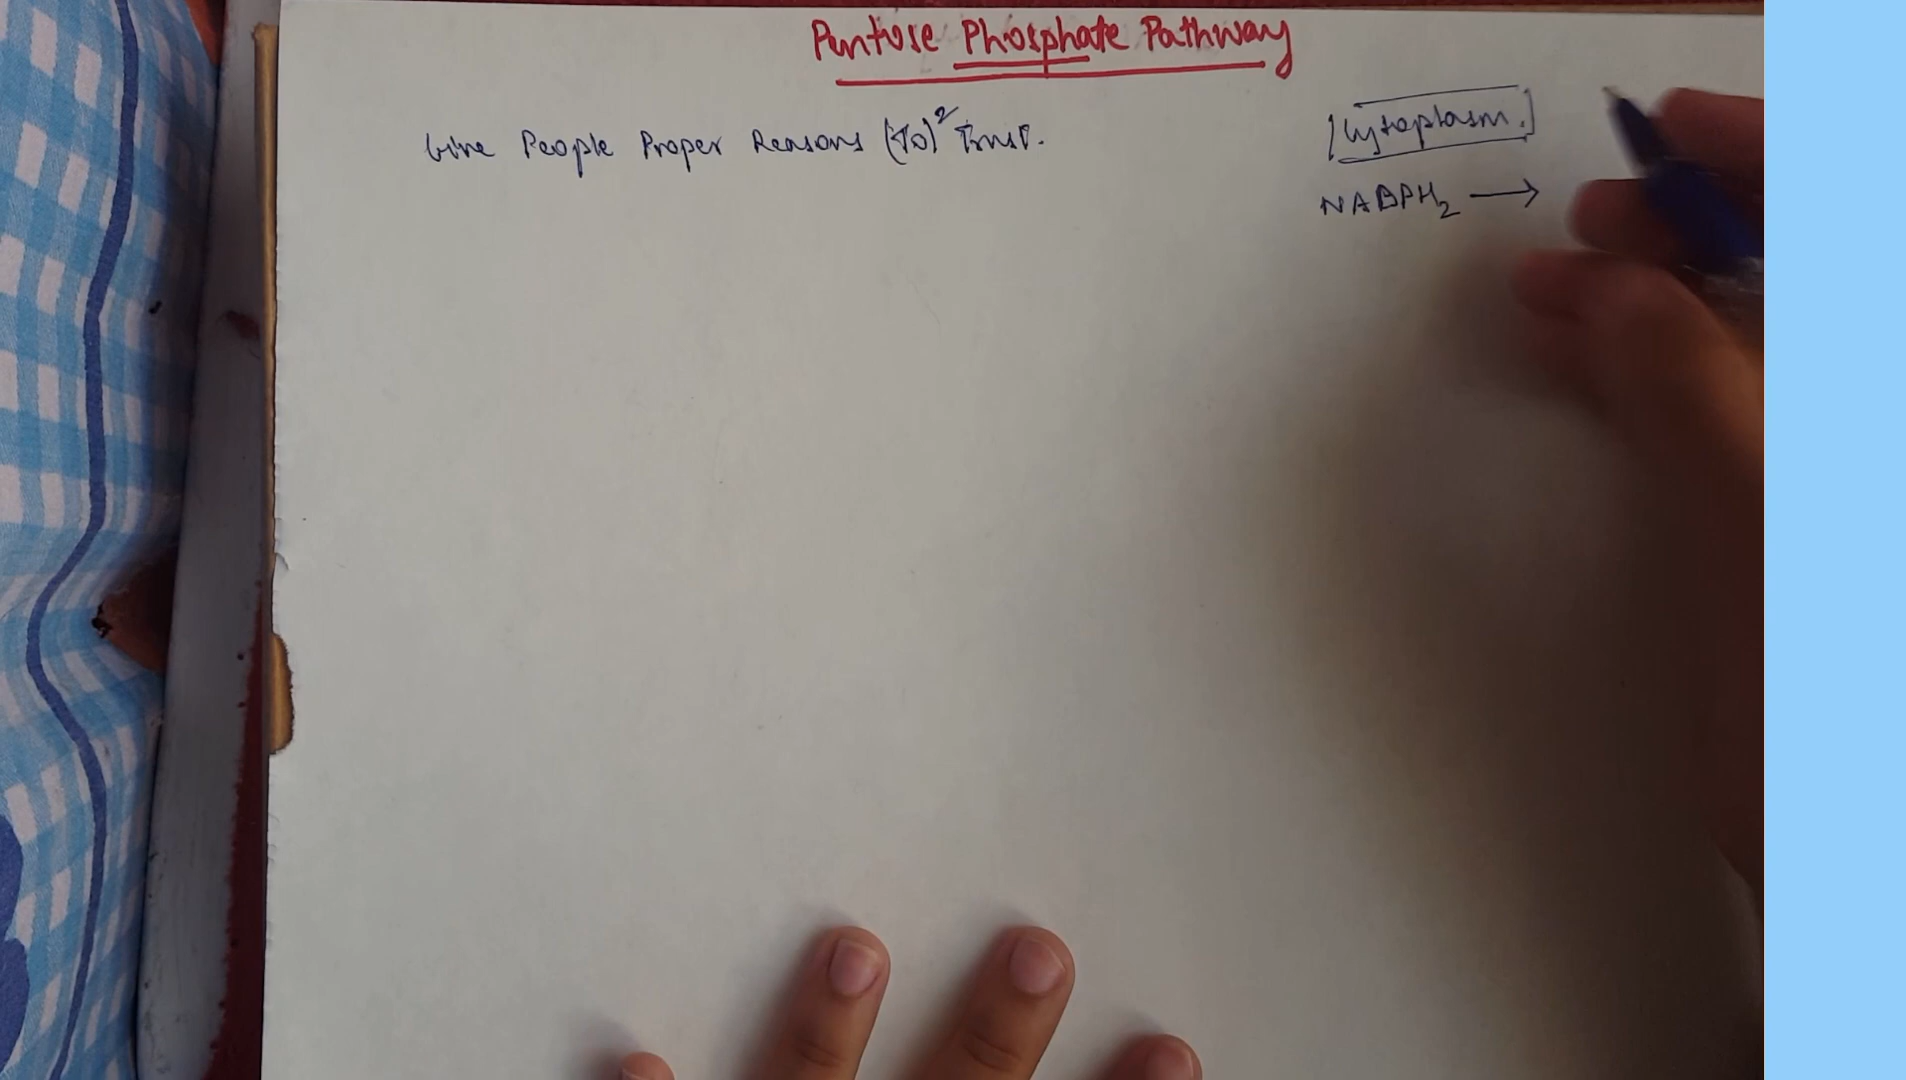 Pentose Phosphate Pathway
Give People Proper Reasons (To)² Trust.
[Cytoplasm.]
NADPH₂ →